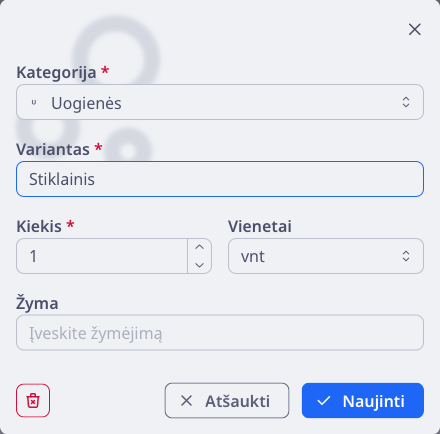 Kategorija *
U Uogienės
Variantas *
Stiklainis
Kiekis *
Vienetai
1
vnt
Žyma
Įveskite žymėjimą
Atšaukti
Naujinti